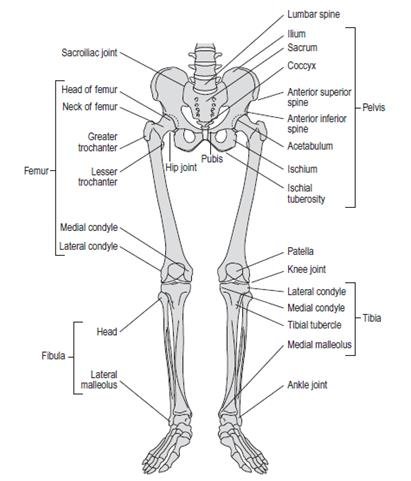 Lumbar spine
Ilium
Sacrum
Coccyx
Sacroiliac joint
Head of femur
Neck of femur
Greater
trochanter
Lesser
trochanter
Femur
Hip joint
Pubis
Anterior superior
spine
Anterior inferior
spine
Acetabulum
Ischium
Ischial
tuberosity
Pelvis
Medial condyle
Lateral condyle
Patella
Knee joint
Lateral condyle
Medial condyle
Tibial tubercle
Medial malleolus
Tibia
Head
Fibula
Lateral
malleolus
Ankle joint